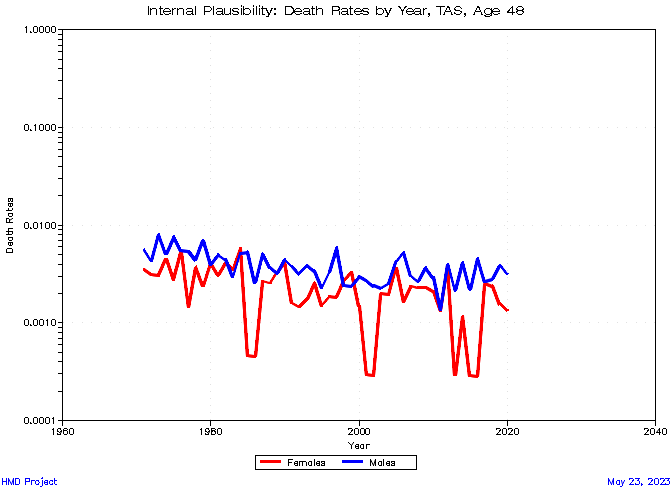 Internal Plausibility: Death Rates by Year, TAS, Age 48
1.0000
0.1000
0.0100
0.0010
0.0001
Death Rates
1960
1980
2000
2020
2040
Year
Females
Males
HMD Project
May 23, 2023